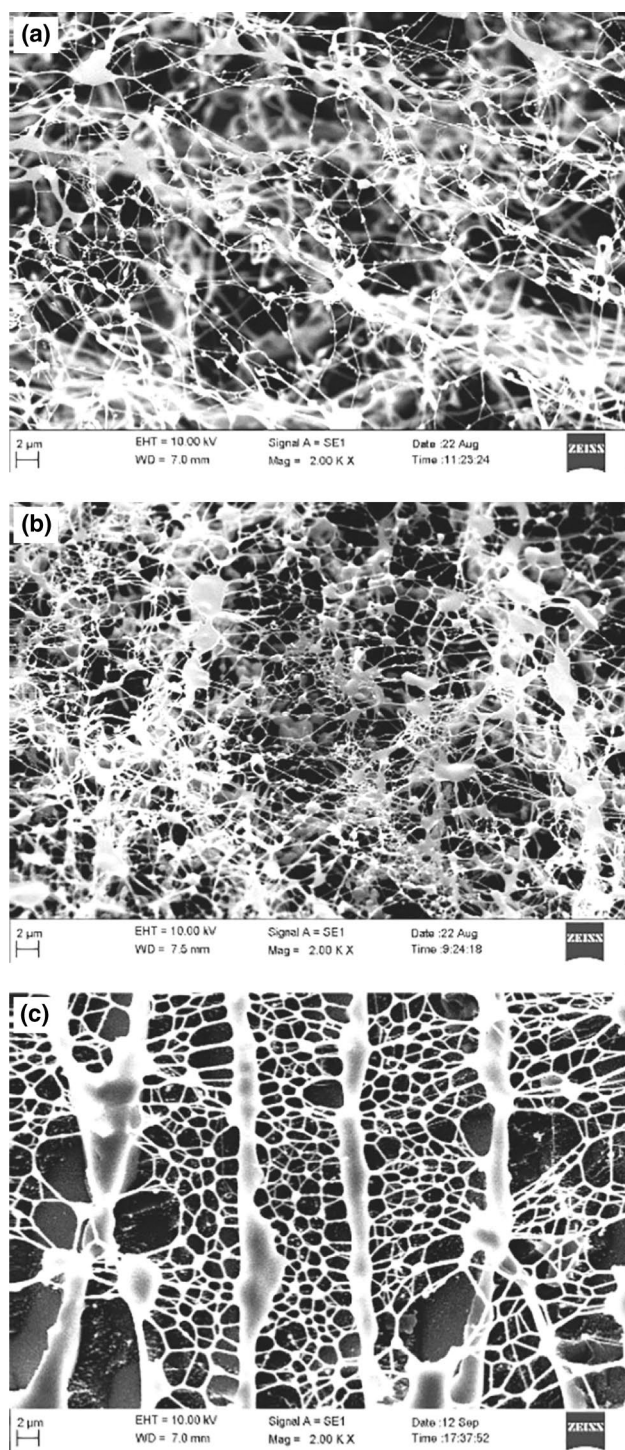 (a)
2 µm
EHT = 10.00 kV
Signal A = SE1
Date :22 Aug
WD = 7.0 mm
Mag = 2.00 K X
Time :11:23:24
ZEISS
(b)
2 µm
EHT = 10.00 kV
Signal A = SE1
Date :22 Aug
WD = 7.5 mm
Mag = 2.00 K X
Time :9:24:18
ZEISS
(c)
2 µm
EHT = 10.00 kV
Signal A = SE1
Date :12 Sep
WD = 7.0 mm
Mag = 2.00 K X
Time :17:37:52
ZEISS